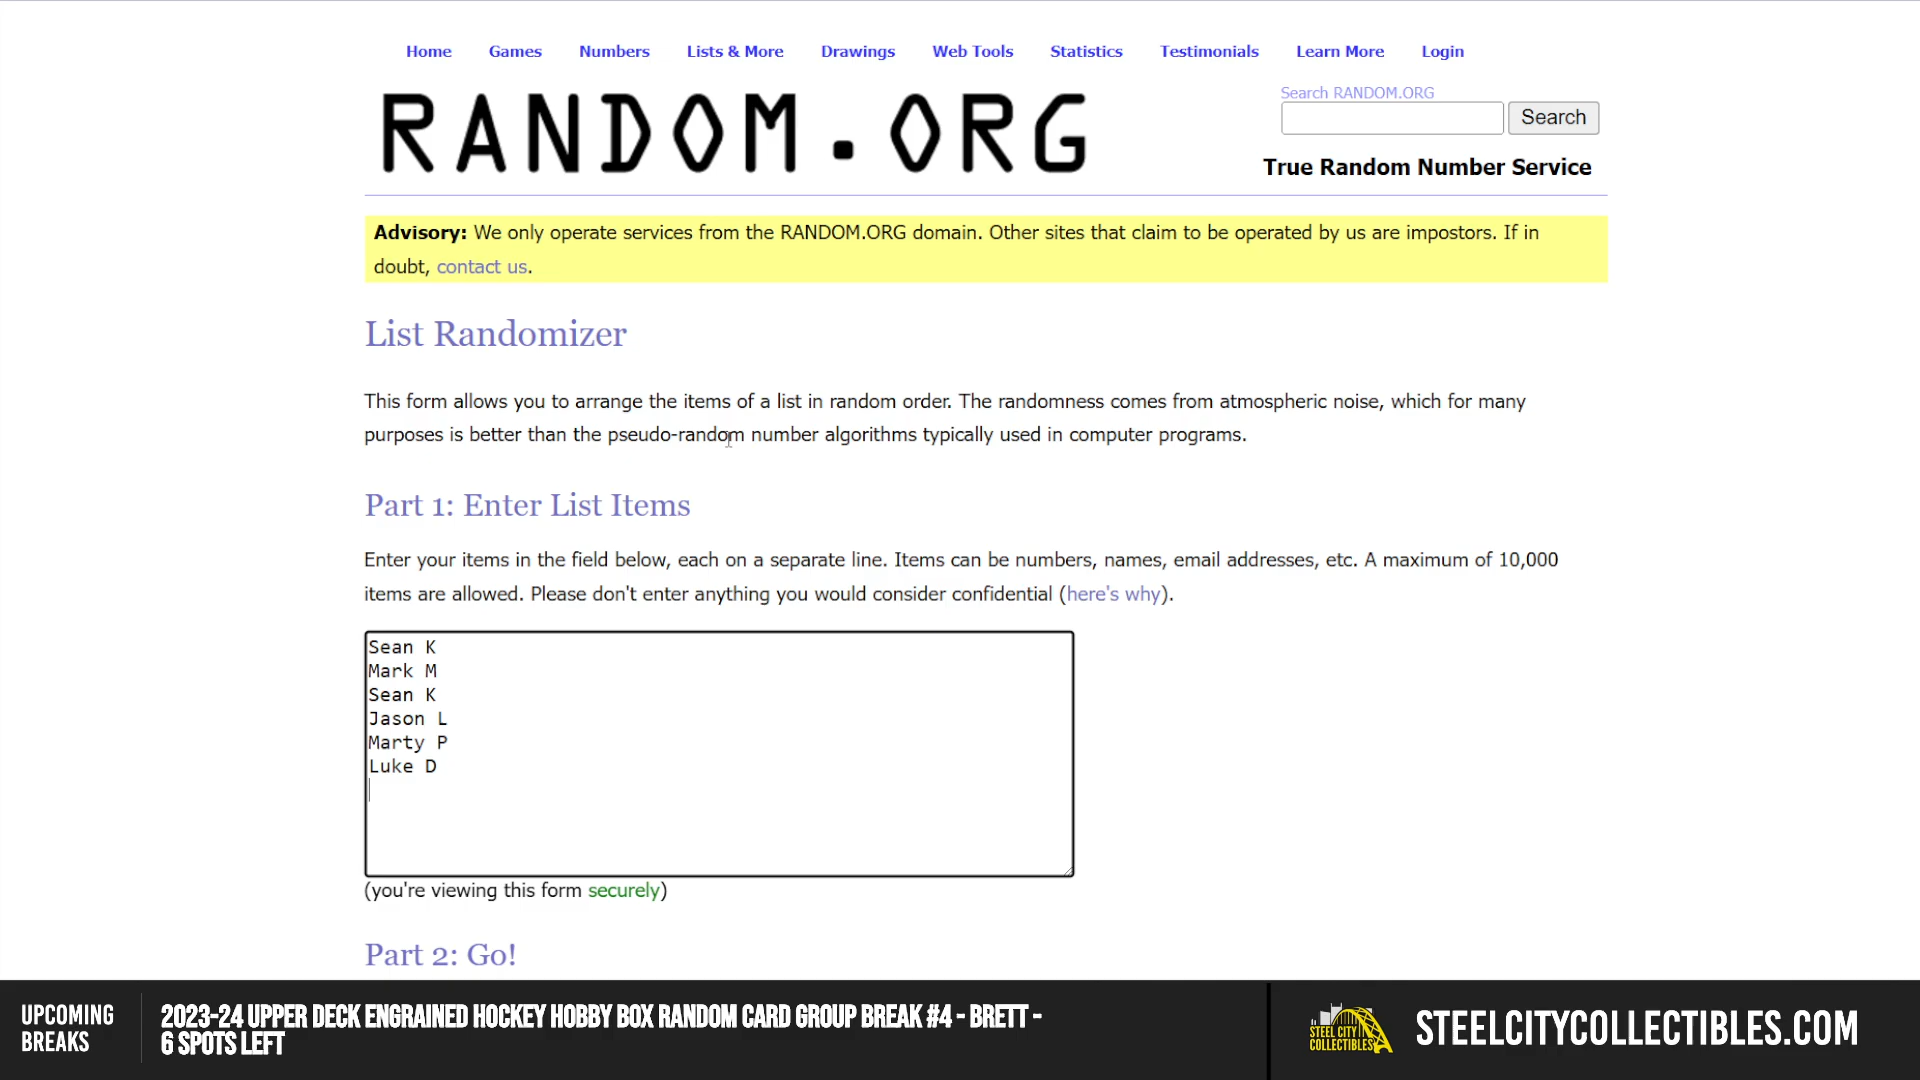 Home Games Numbers Lists & More Drawings Web Tools Statistics Testimonials Learn More Login
RANDOM.ORG
Search RANDOM.ORG
Search
True Random Number Service
Advisory: We only operate services from the RANDOM.ORG domain. Other sites that claim to be operated by us are impostors. If in
doubt, contact us.
List Randomizer
This form allows you to arrange the items of a list in random order. The randomness comes from atmospheric noise, which for many
purposes is better than the pseudo-random number algorithms typically used in computer programs.
Part 1: Enter List Items
Enter your items in the field below, each on a separate line. Items can be numbers, names, email addresses, etc. A maximum of 10,000
items are allowed. Please don't enter anything you would consider confidential (here's why).
Sean K
Mark M
Sean K
Jason L
Marty P
Luke D
(you're viewing this form securely)
Part 2: Go!
UPCOMING
BREAKS
2023-24 UPPER DECK ENGRAINED HOCKEY HOBBY BOX RANDOM CARD GROUP BREAK #4 - BRETT -
6 SPOTS LEFT
STEEL CITY
COLLECTIBLES
STEELCITYCOLLECTIBLES.COM